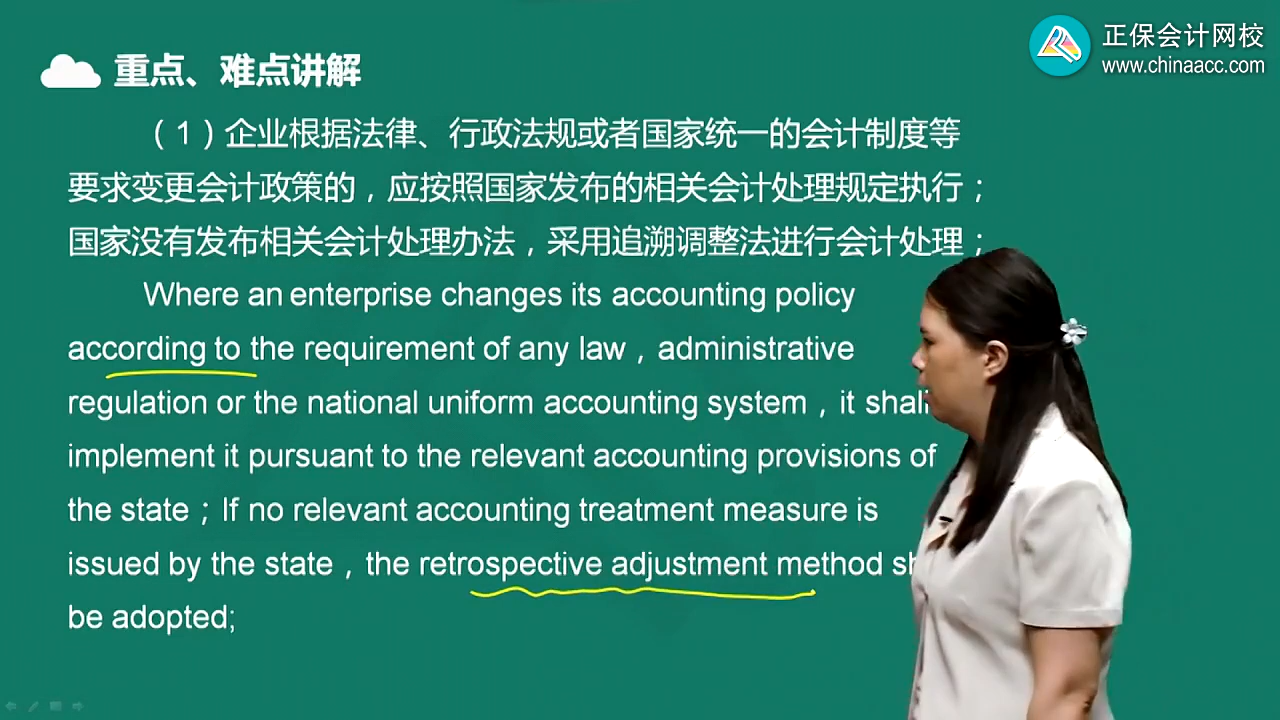 正保会计网校
www.chinaacc.com
重点、难点讲解
（1）企业根据法律、行政法规或者国家统一的会计制度等
要求变更会计政策的，应按照国家发布的相关会计处理规定执行；
国家没有发布相关会计处理办法，采用追溯调整法进行会计处理；
Where an enterprise changes its accounting policy
according to the requirement of any law，administrative
regulation or the national uniform accounting system，it shall
implement it pursuant to the relevant accounting provisions of
the state；If no relevant accounting treatment measure is
issued by the state，the retrospective adjustment method
be adopted;